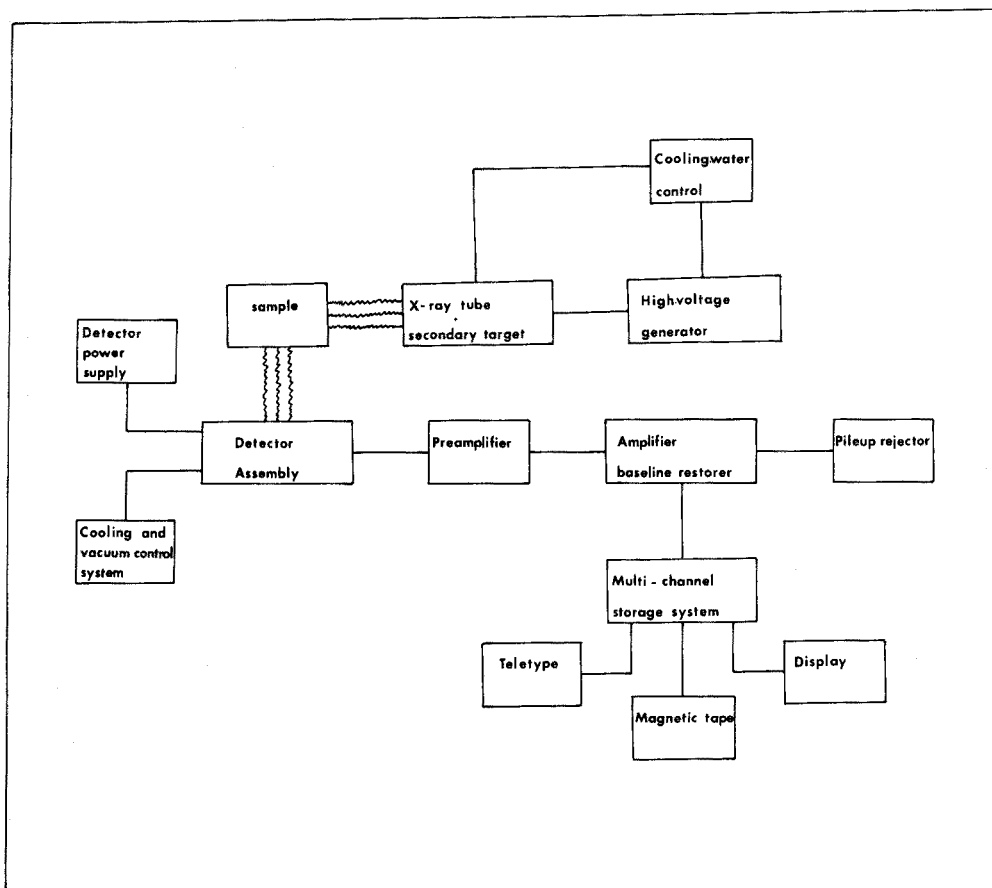 Cooling-water
control
sample
X-ray tube
+
secondary target
High-voltage
generator
Detector
power
supply
Detector
Assembly
Preamplifier
Amplifier
baseline restorer
Pileup rejector
Cooling and
vacuum control
system
Multi-channel
storage system
Teletype
Magnetic tape
Display